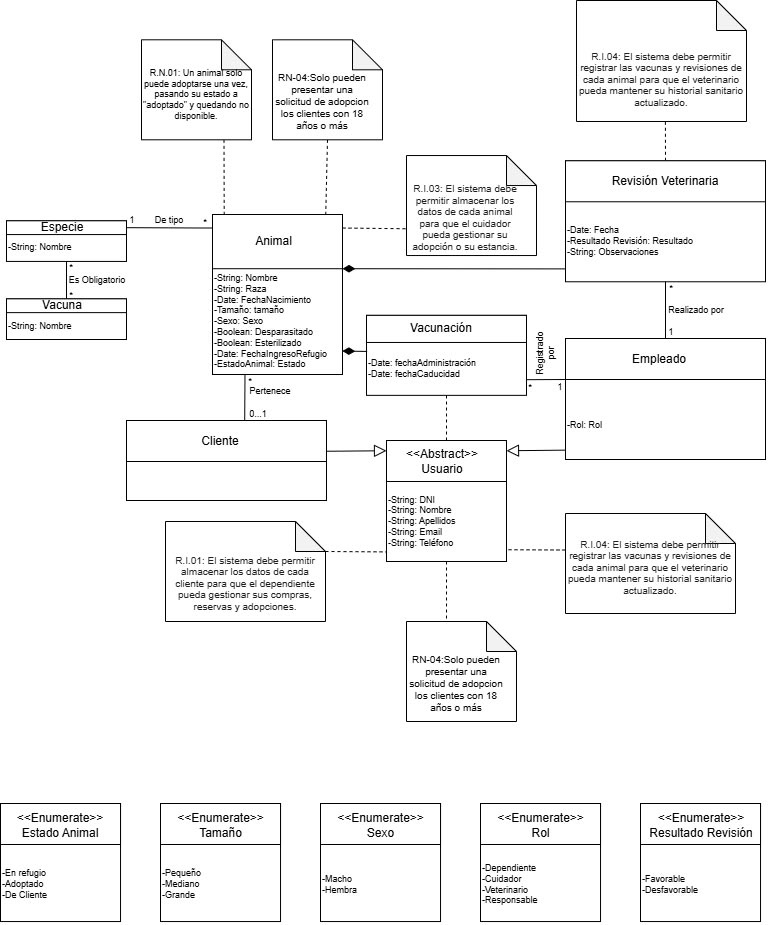 R.I.04: El sistema debe permitir
registrar las vacunas y revisiones de
cada animal para que el veterinario
pueda mantener su historial sanitario
actualizado.
R.N.01: Un animal solo
puede adoptarse una vez,
pasando su estado a
"adoptado" y quedando no
disponible.
RN-04:Solo pueden
presentar una
solicitud de adopcion
los clientes con 18
años o más
R.I.03: El sistema debe
permitir almacenar los
datos de cada animal
para que el cuidador
pueda gestionar su
adopción o su estancia.
Revisión Veterinaria
-Date: Fecha
-Resultado Revisión: Resultado
-String: Observaciones
Especie
-String: Nombre
1
De tipo
*
Animal
-String: Nombre
-String: Raza
-Date: FechaNacimiento
-Tamaño: tamaño
-Sexo: Sexo
-Boolean: Desparasitado
-Boolean: Esterilizado
-Date: FechaIngresoRefugio
-EstadoAnimal: Estado
*
Es Obligatorio
*
Vacuna
-String: Nombre
*
Realizado por
1
Vacunación
-Date: fechaAdministración
-Date: fechaCaducidad
Registrado
por
*
1
Empleado
-Rol: Rol
*
Pertenece
0...1
Cliente
<<Abstract>>
Usuario
-String: DNI
-String: Nombre
-String: Apellidos
-String: Email
-String: Teléfono
R.I.01: El sistema debe permitir
almacenar los datos de cada
cliente para que el dependiente
pueda gestionar sus compras,
reservas y adopciones.
R.I.04: El sistema debe permitir
registrar las vacunas y revisiones de
cada animal para que el veterinario
pueda mantener su historial sanitario
actualizado.
RN-04:Solo pueden
presentar una
solicitud de adopcion
los clientes con 18
años o más
<<Enumerate>>
Estado Animal
-En refugio
-Adoptado
-De Cliente
<<Enumerate>>
Tamaño
-Pequeño
-Mediano
-Grande
<<Enumerate>>
Sexo
-Macho
-Hembra
<<Enumerate>>
Rol
-Dependiente
-Cuidador
-Veterinario
-Responsable
<<Enumerate>>
Resultado Revisión
-Favorable
-Desfavorable